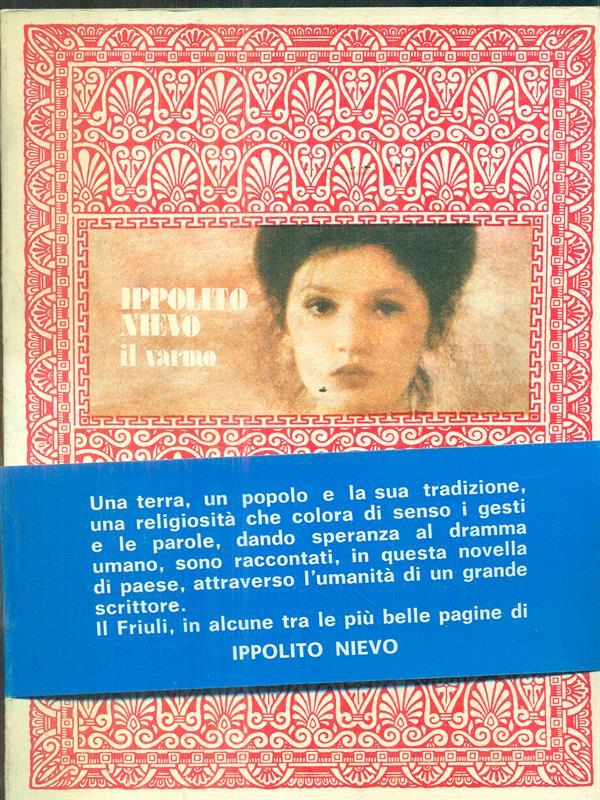 IPPOLITO
NIEVO
il varmo
Una terra, un popolo e la sua tradizione,
una religiosità che colora di senso i gesti
e le parole, dando speranza al dramma
umano, sono raccontati, in questa novella
di paese, attraverso l'umanità di un grande
scrittore.
Il Friuli, in alcune tra le più belle pagine di
IPPOLITO NIEVO